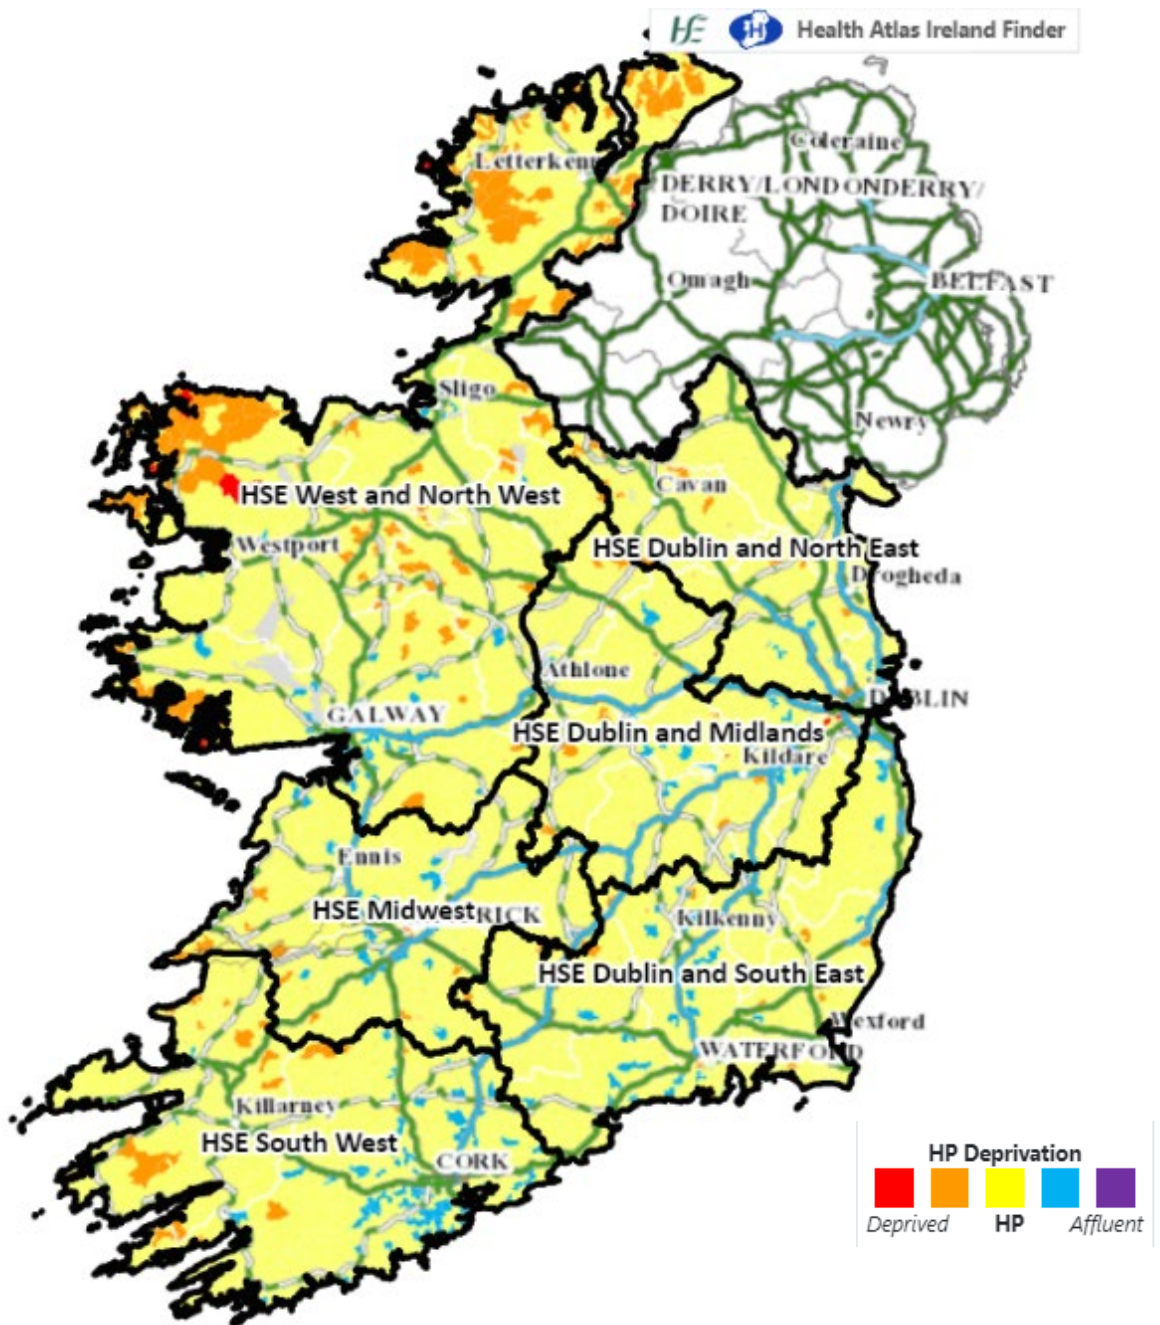 HSE Health Atlas Ireland Finder
Coleraine
Letterkenn
DERRY/LONDONDERRY/
DOIRE
Omagh
BELFAST
Sligo
Newry
Cavan
HSE West and North West
Westport
HSE Dublin and North East
Drogheda
Athlone
DUBLIN
GALWAY
HSE Dublin and Midlands
Kildare
Ennis
HSE Midwest
RICK
Kilkenny
HSE Dublin and South East
Wexford
WATERFORD
Killarney
HSE South West
CORK
HP Deprivation
Deprived HP Affluent